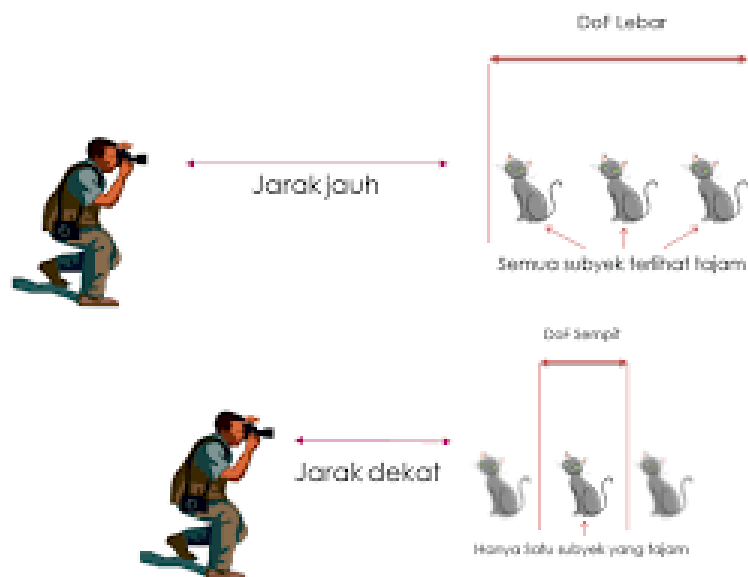 DoF Lebar
Jarak jauh
Semua subyek terlihat tajam
DoF Sempit
Jarak dekat
Hanya satu subyek yang tajam